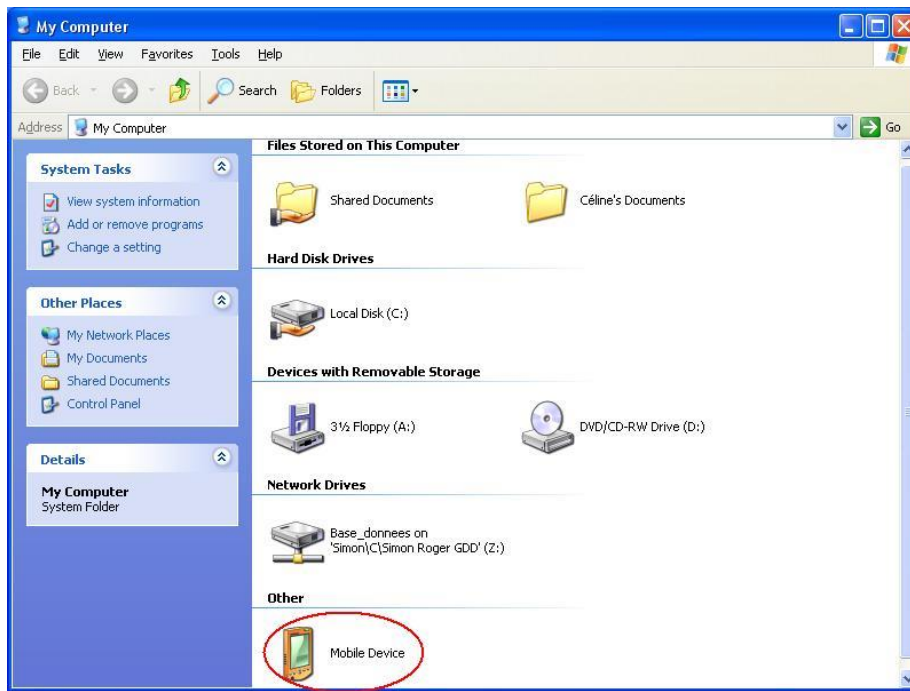 My Computer
File Edit View Favorites Tools Help
Back Search Folders
Address My Computer Go
System Tasks
View system information
Add or remove programs
Change a setting
Other Places
My Network Places
My Documents
Shared Documents
Control Panel
Details
My Computer
System Folder
Files Stored on This Computer
Shared Documents Céline's Documents
Hard Disk Drives
Local Disk (C:)
Devices with Removable Storage
3½ Floppy (A:) DVD/CD-RW Drive (D:)
Network Drives
Base_donnees on
'Simon\C\Simon Roger GDD' (Z:)
Other
Mobile Device